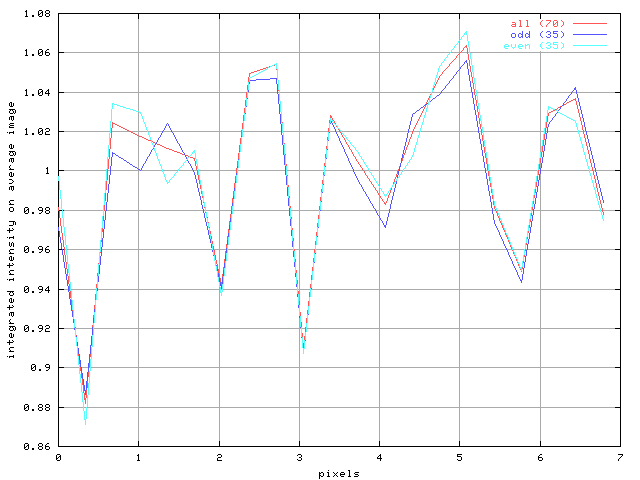 1.08
all (70)
odd (35)
even (35)
1.06
1.04
1.02
1
0.98
0.96
0.94
0.92
0.9
0.88
0.86
integrated intensity on average image
0 1 2 3 4 5 6 7
pixels